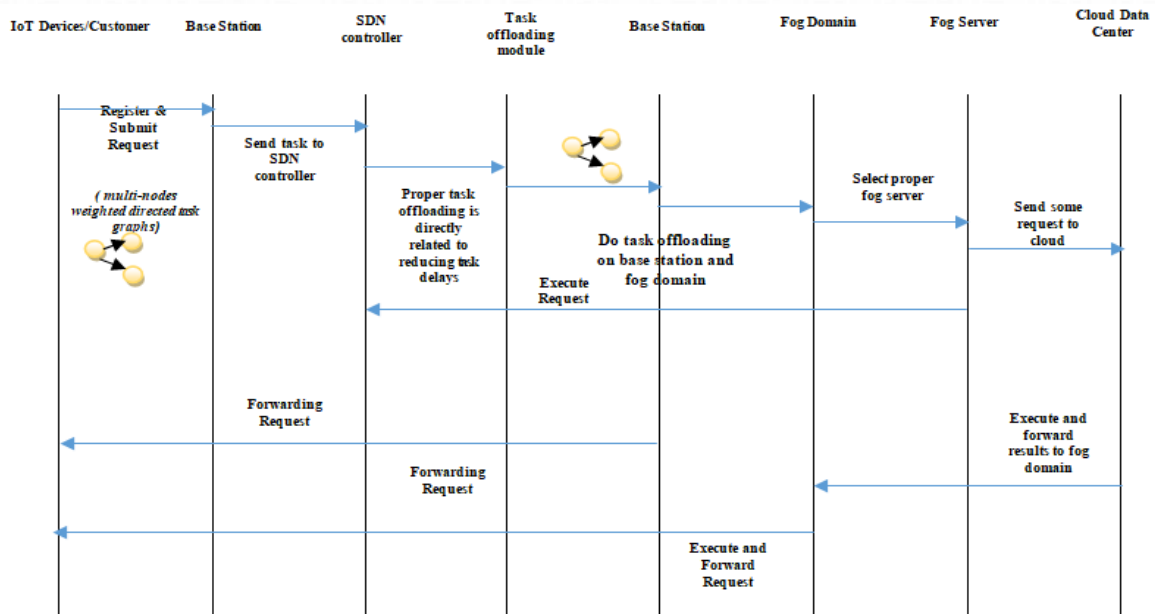 IoT Devices/Customer
Base Station
SDN
controller
Task
offloading
module
Base Station
Fog Domain
Fog Server
Cloud Data
Center
Register &
Submit
Request
Send task to
SDN
controller
( multi-nodes
weighted directed task
graphs)
Proper task
offloading is
directly
related to
reducing task
delays
Do task offloading
on base station and
fog domain
Select proper
fog server
Send some
request to
cloud
Execute
Request
Forwarding
Request
Execute and
forward
results to fog
domain
Forwarding
Request
Execute and
Forward
Request